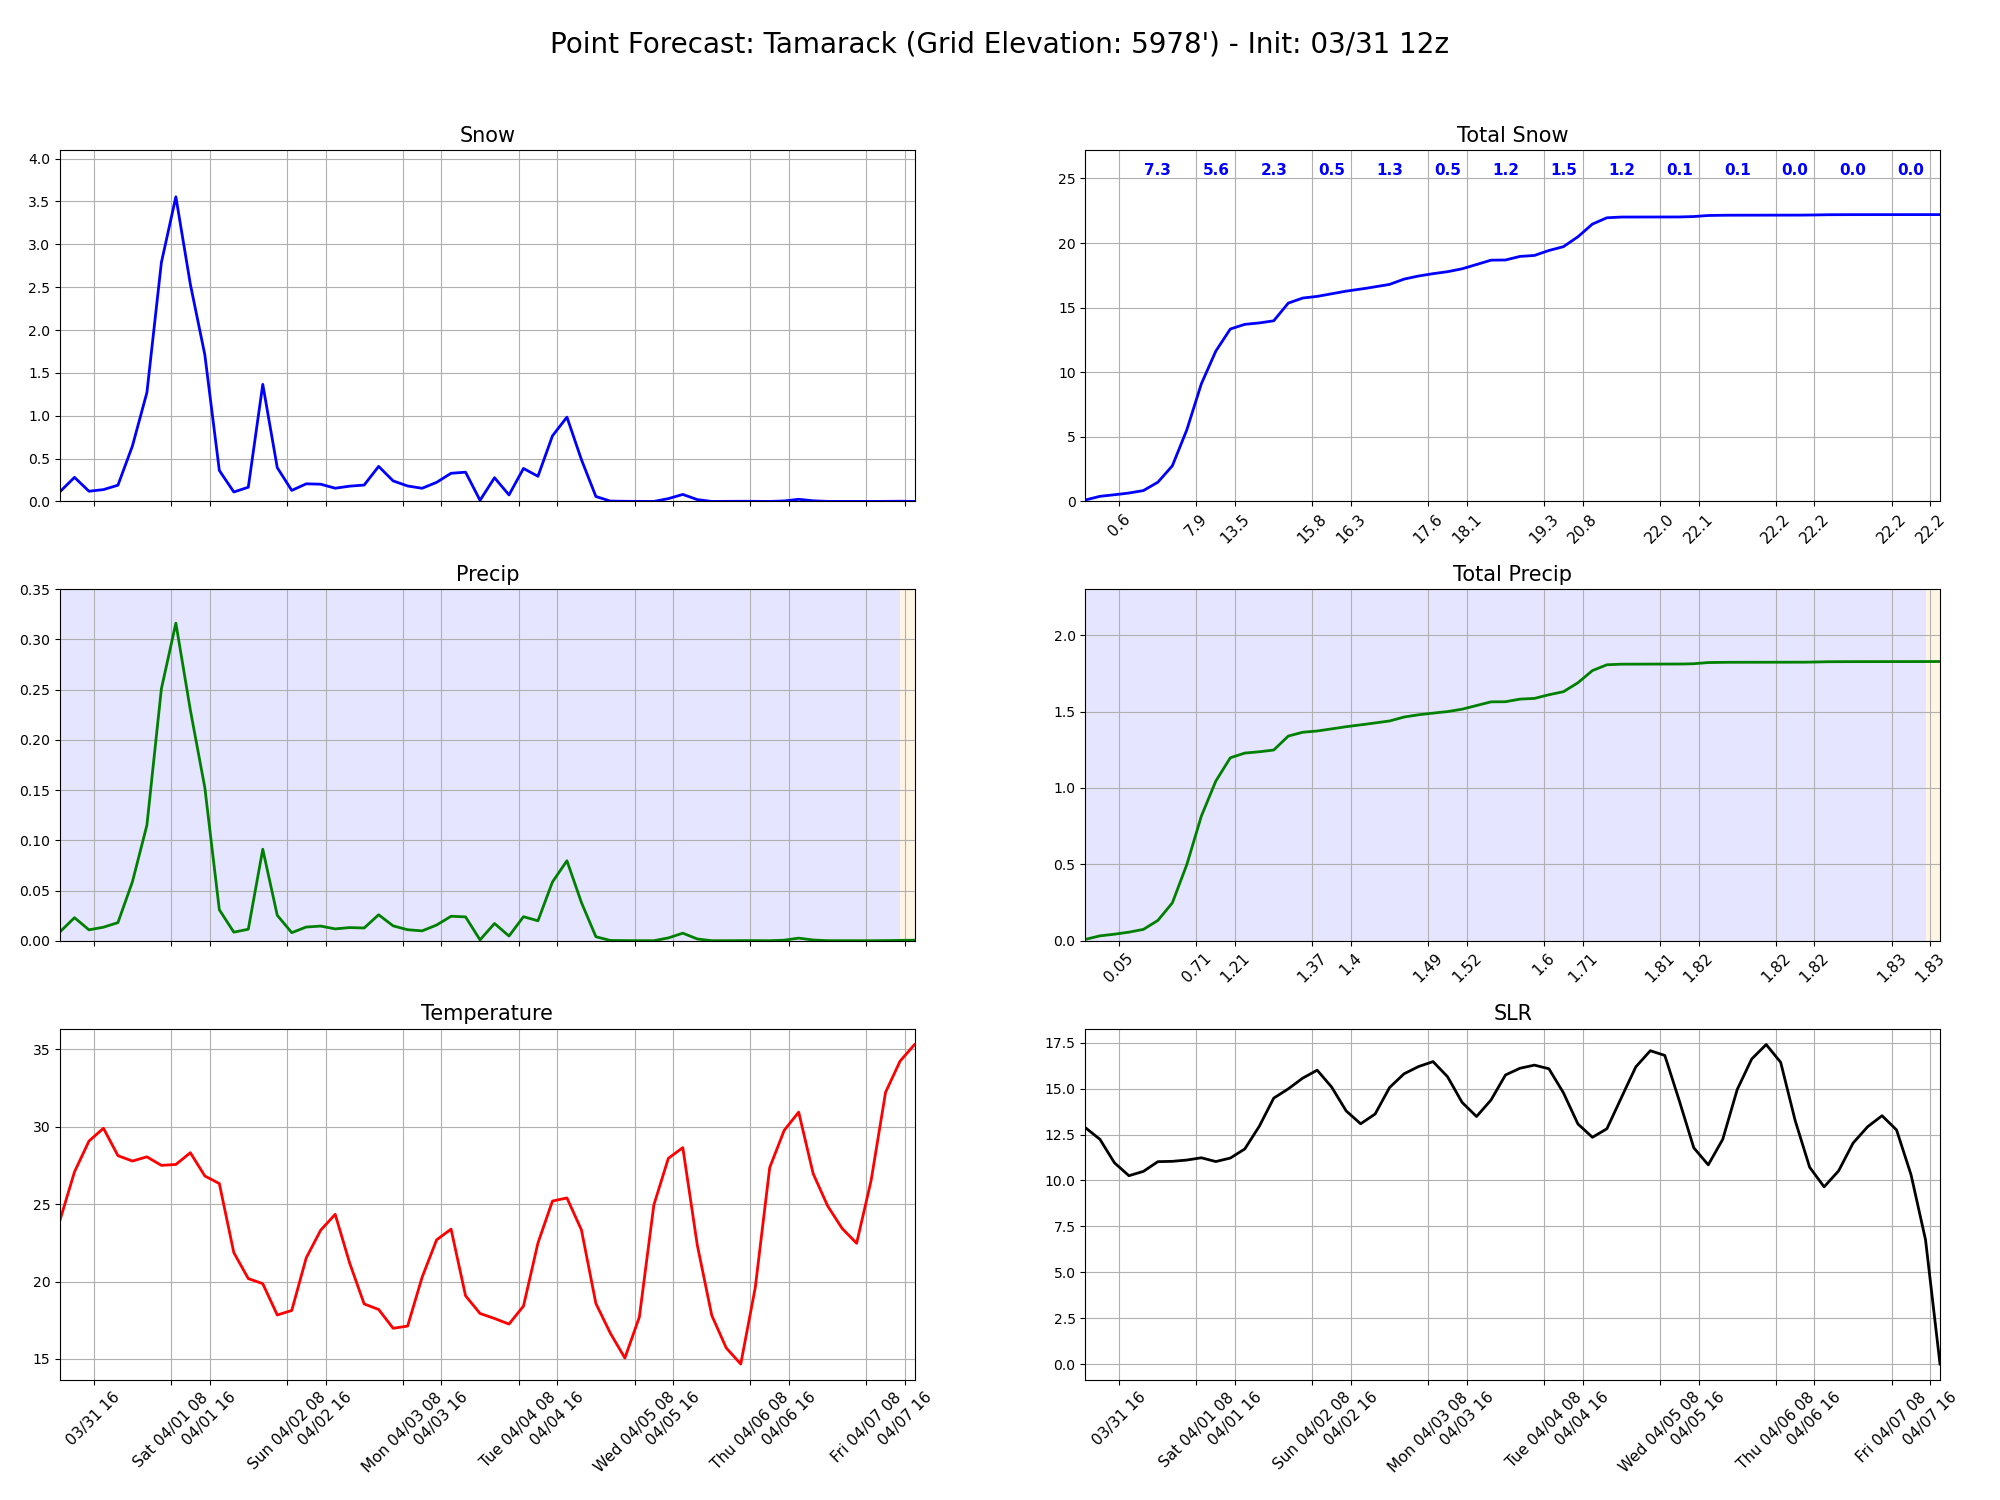 Point Forecast: Tamarack (Grid Elevation: 5978') - Init: 03/31 12z
Snow
4.0
3.5
3.0
2.5
2.0
1.5
1.0
0.5
0.0
Total Snow
7.3 5.6 2.3 0.5 1.3 0.5 1.2 1.5 1.2 0.1 0.1 0.0 0.0 0.0
25
20
15
10
5
0
0.6 7.9 13.5 15.8 16.3 17.6 18.1 19.3 20.8 22.0 22.1 22.2 22.2 22.2 22.2
Precip
0.35
0.30
0.25
0.20
0.15
0.10
0.05
0.00
Total Precip
2.0
1.5
1.0
0.5
0.0
0.05 0.71 1.21 1.37 1.4 1.49 1.52 1.6 1.71 1.81 1.82 1.82 1.82 1.83 1.83
Temperature
35
30
25
20
15
03/31 16
Sat 04/01 08
04/01 16
Sun 04/02 08
04/02 16
Mon 04/03 08
04/03 16
Tue 04/04 08
04/04 16
Wed 04/05 08
04/05 16
Thu 04/06 08
04/06 16
Fri 04/07 08
04/07 16
SLR
17.5
15.0
12.5
10.0
7.5
5.0
2.5
0.0
03/31 16
Sat 04/01 08
04/01 16
Sun 04/02 08
04/02 16
Mon 04/03 08
04/03 16
Tue 04/04 08
04/04 16
Wed 04/05 08
04/05 16
Thu 04/06 08
04/06 16
Fri 04/07 08
04/07 16